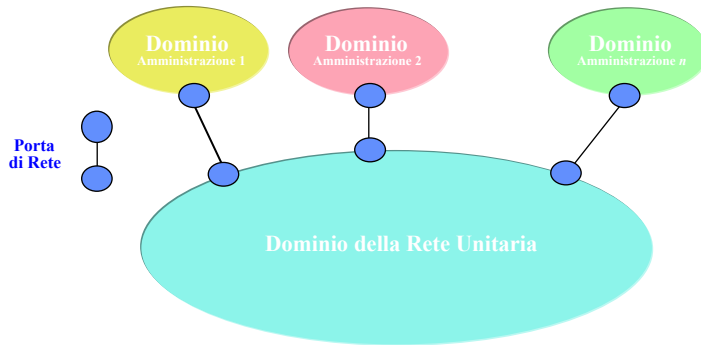 Dominio
Amministrazione 1
Dominio
Amministrazione 2
Dominio
Amministrazione n
Porta
di Rete
Dominio della Rete Unitaria